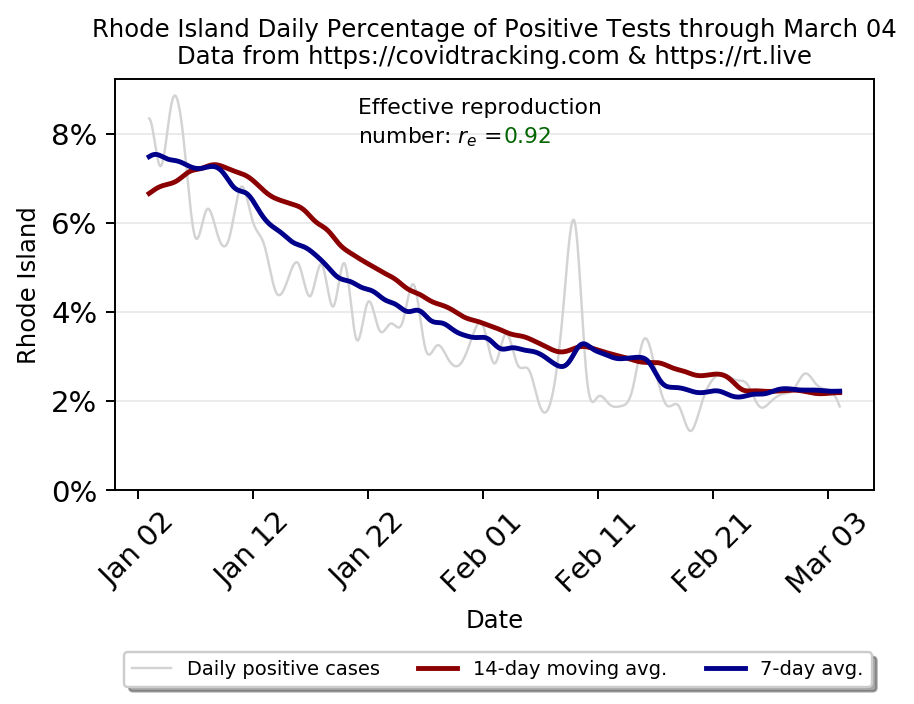 Rhode Island Daily Percentage of Positive Tests through March 04
Data from https://covidtracking.com & https://rt.live
Effective reproduction
number: rₑ =0.92
8%
6%
4%
2%
0%
Rhode Island
Jan 02
Jan 12
Jan 22
Feb 01
Feb 11
Feb 21
Mar 03
Date
Daily positive cases
14-day moving avg.
7-day avg.